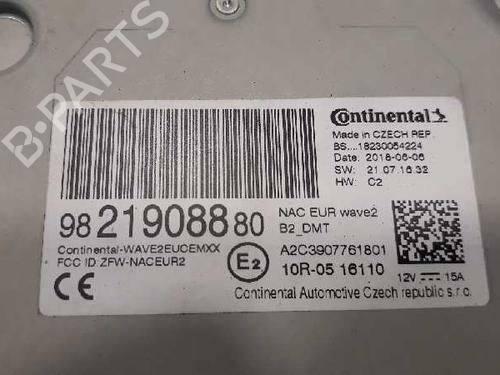 Continental
Made in CZECH REP.
BS....18230054224
Date: 2018-06-06
SW: 21.07.16.32
HW: C2
98 219088 80
NAC EUR wave2
B2_DMT
Continental-WAVE2EUCEMXX
FCC ID:ZFW-NACEUR2
A2C3907761801
E2
10R-05 16110
12V 15A
CE
Continental Automotive Czech republic s.r.o.
B-PARTS